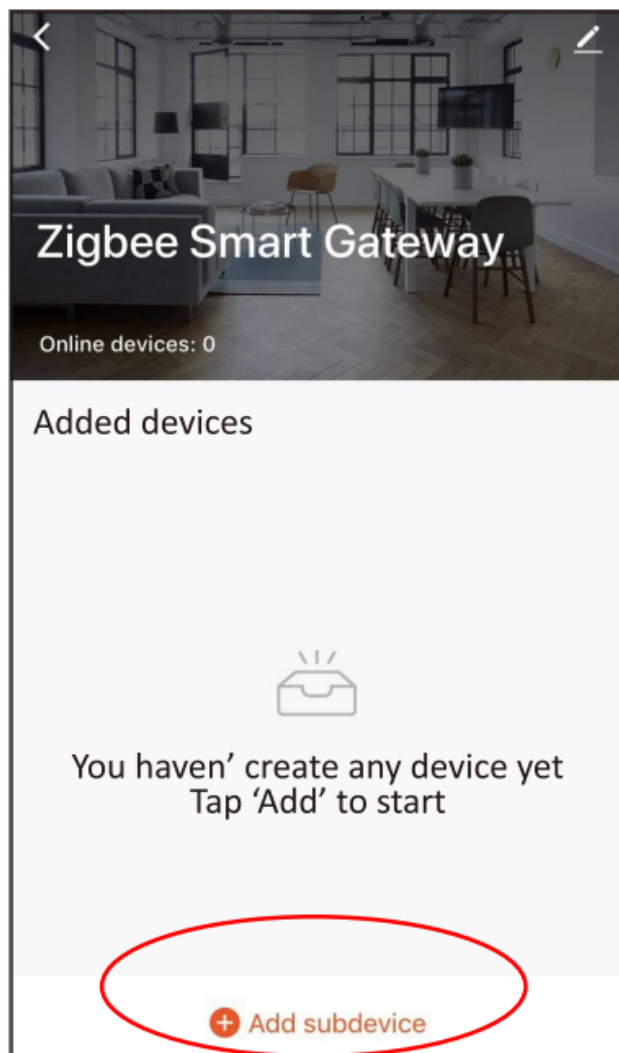 Zigbee Smart Gateway
Online devices: 0
Added devices
You haven’ create any device yet
Tap ‘Add’ to start
Add subdevice